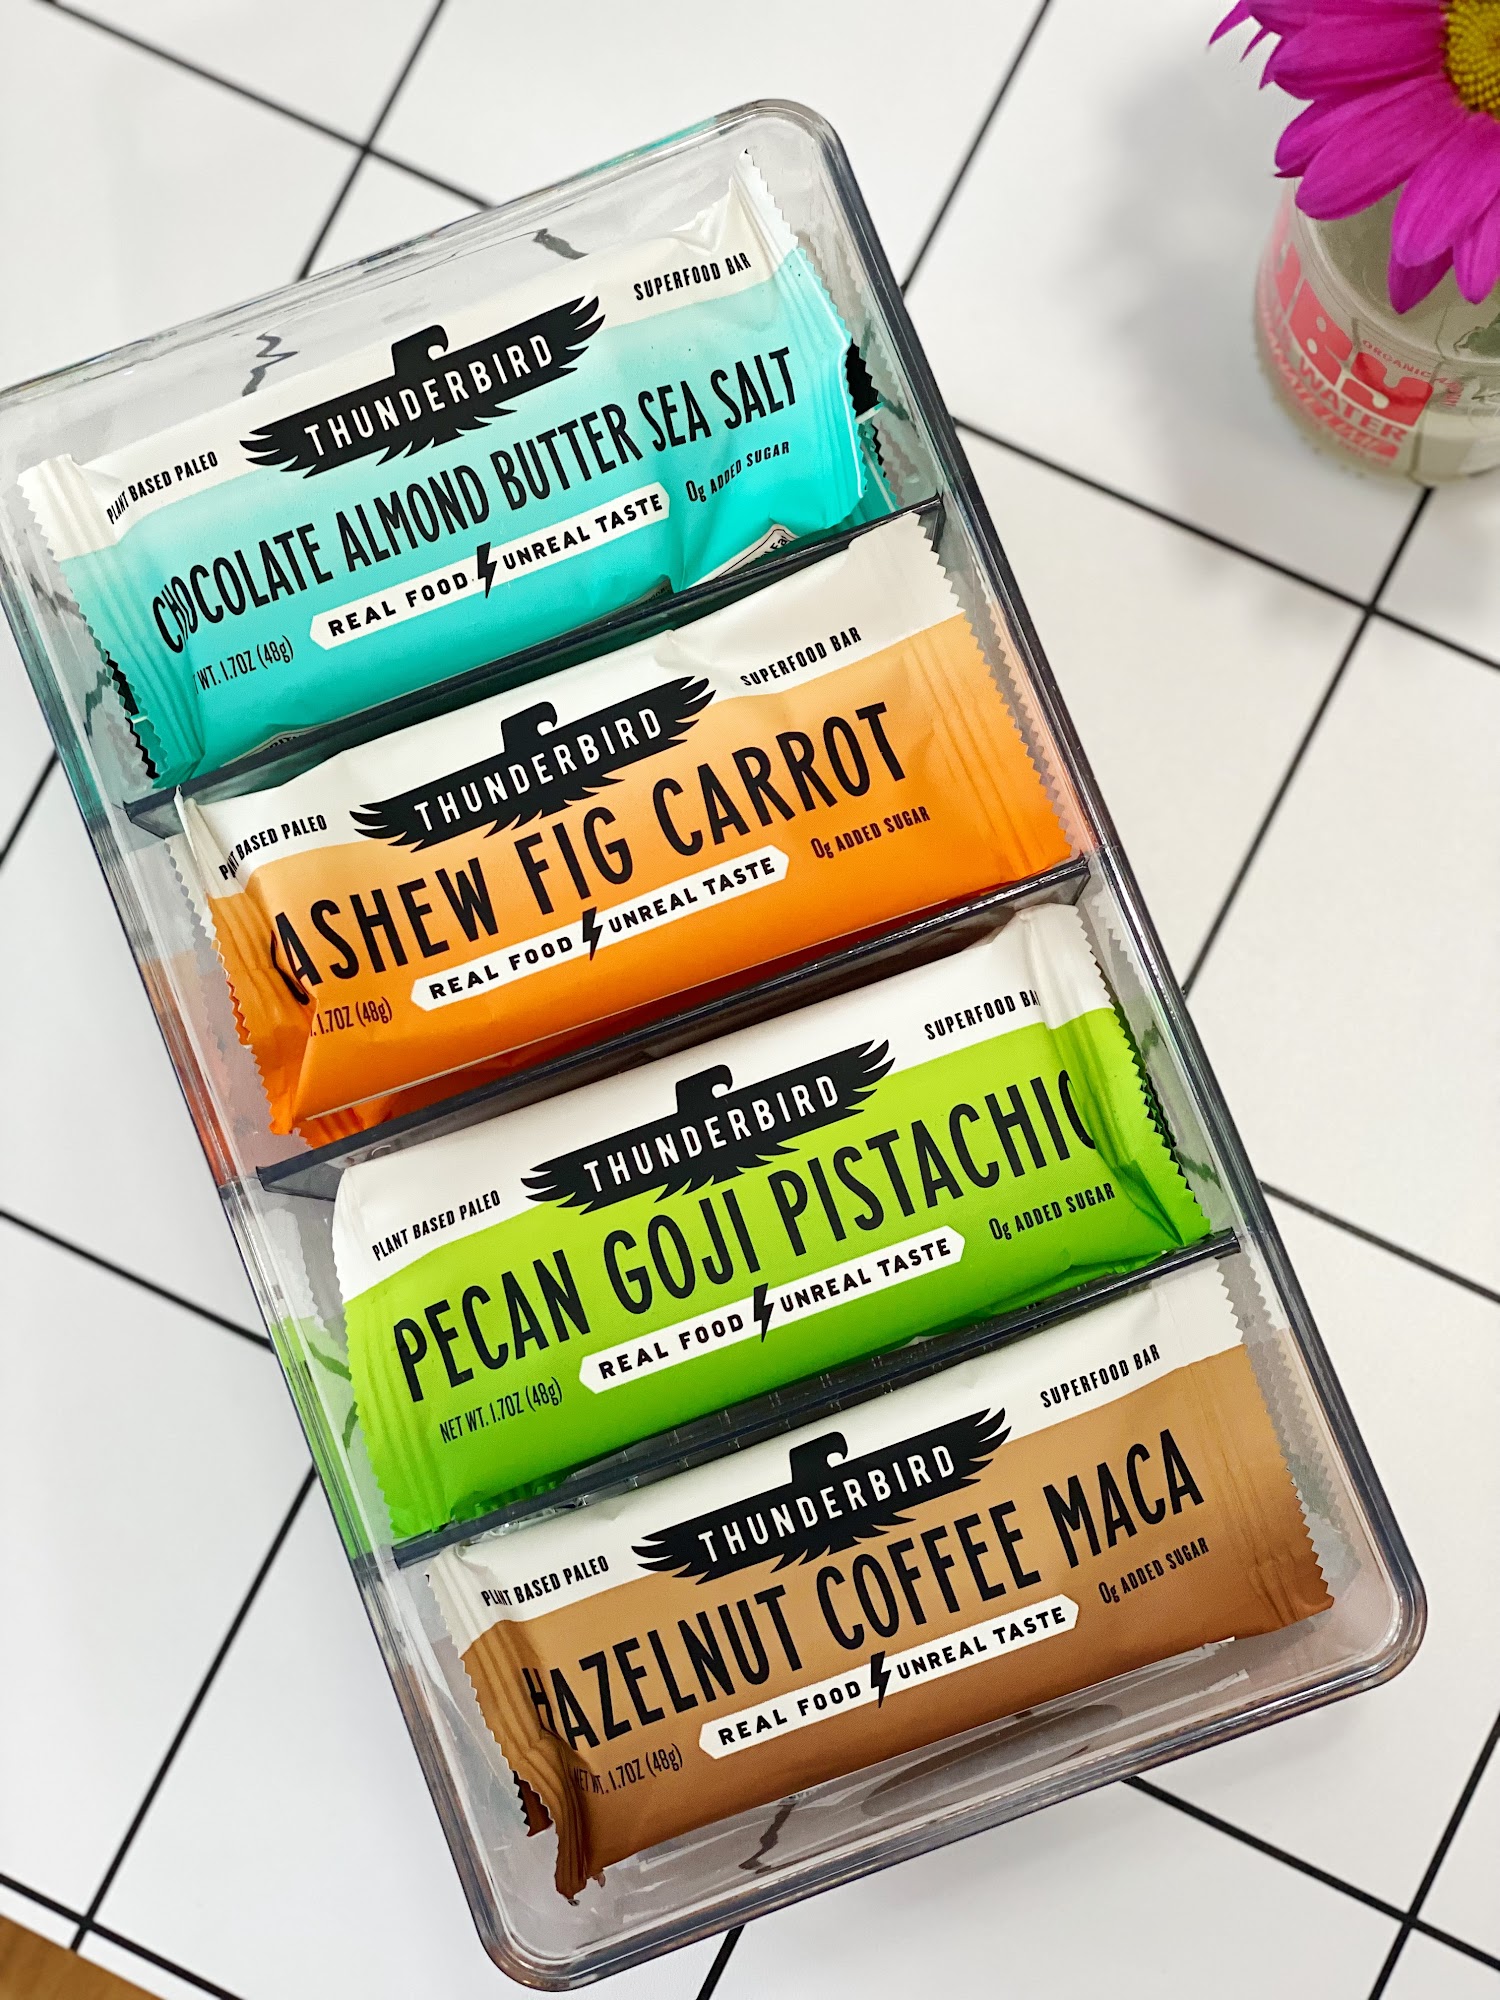 SUPERFOOD BAR
THUNDERBIRD
PLANT BASED PALEO
CHOCOLATE ALMOND BUTTER SEA SALT
0g ADDED SUGAR
REAL FOOD UNREAL TASTE
WT. 1.7OZ (48g)
SUPERFOOD BAR
THUNDERBIRD
PLANT BASED PALEO
CASHEW FIG CARROT
0g ADDED SUGAR
REAL FOOD UNREAL TASTE
1.7OZ (48g)
SUPERFOOD BA
THUNDERBIRD
PLANT BASED PALEO
PECAN GOJI PISTACHIO
0g ADDED SUGAR
REAL FOOD UNREAL TASTE
NET WT. 1.7OZ (48g)
SUPERFOOD BAR
THUNDERBIRD
PLANT BASED PALEO
HAZELNUT COFFEE MACA
0g ADDED SUGAR
REAL FOOD UNREAL TASTE
NET WT. 1.7OZ (48g)
ORGANIC
WATER